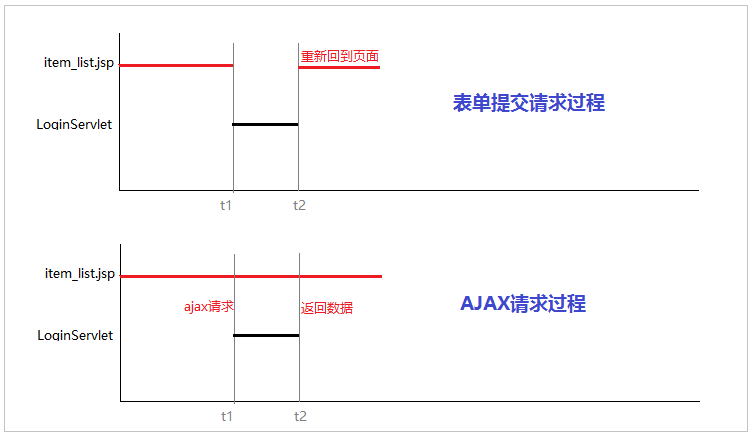 item_list.jsp
重新回到页面
表单提交请求过程
LoginServlet
t1
t2
item_list.jsp
ajax请求
返回数据
AJAX请求过程
LoginServlet
t1
t2